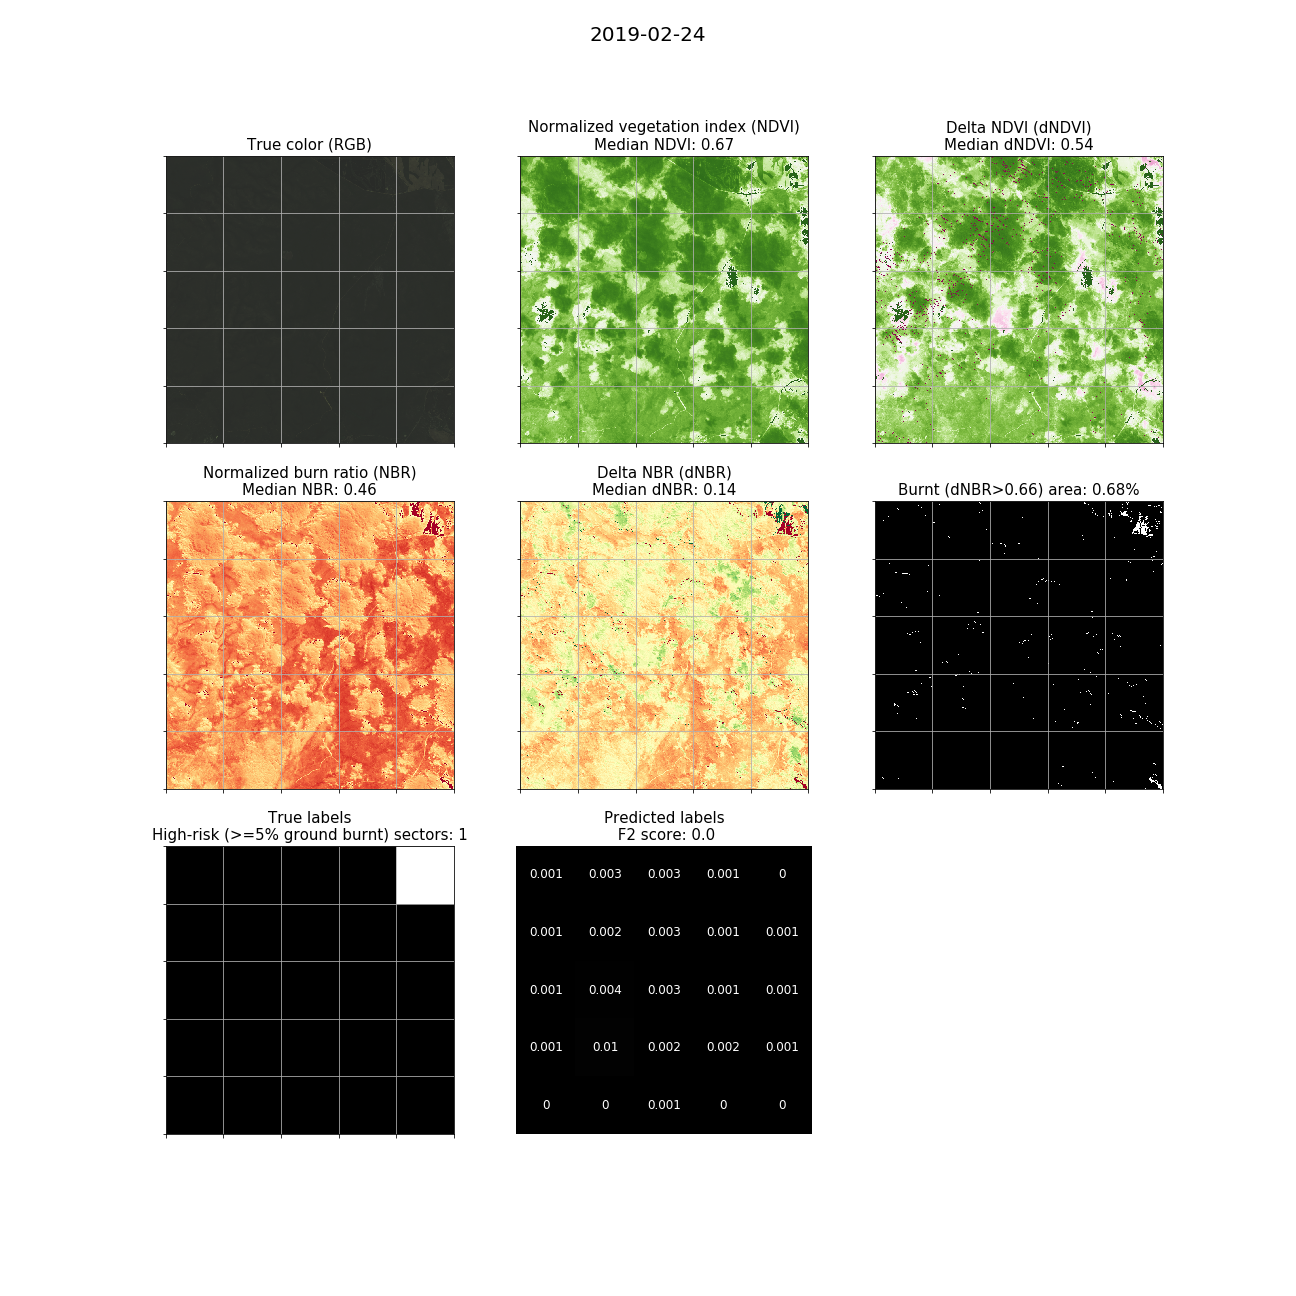 2019-02-24
True color (RGB)
Normalized vegetation index (NDVI)
Median NDVI: 0.67
Delta NDVI (dNDVI)
Median dNDVI: 0.54
Normalized burn ratio (NBR)
Median NBR: 0.46
Delta NBR (dNBR)
Median dNBR: 0.14
Burnt (dNBR>0.66) area: 0.68%
True labels
High-risk (>=5% ground burnt) sectors: 1
Predicted labels
F2 score: 0.0
0.001 0.003 0.003 0.001 0
0.001 0.002 0.003 0.001 0.001
0.001 0.004 0.003 0.001 0.001
0.001 0.01 0.002 0.002 0.001
0 0 0.001 0 0